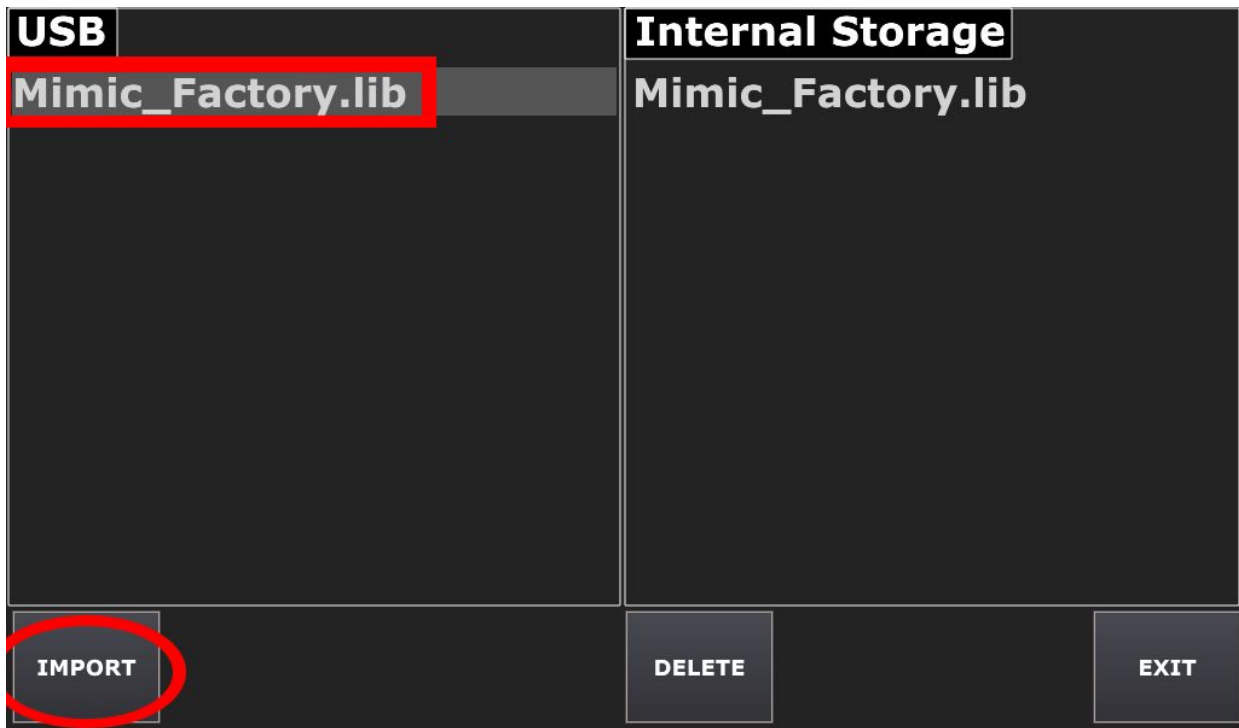 USB
Mimic_Factory.lib
Internal Storage
Mimic_Factory.lib
IMPORT
DELETE
EXIT